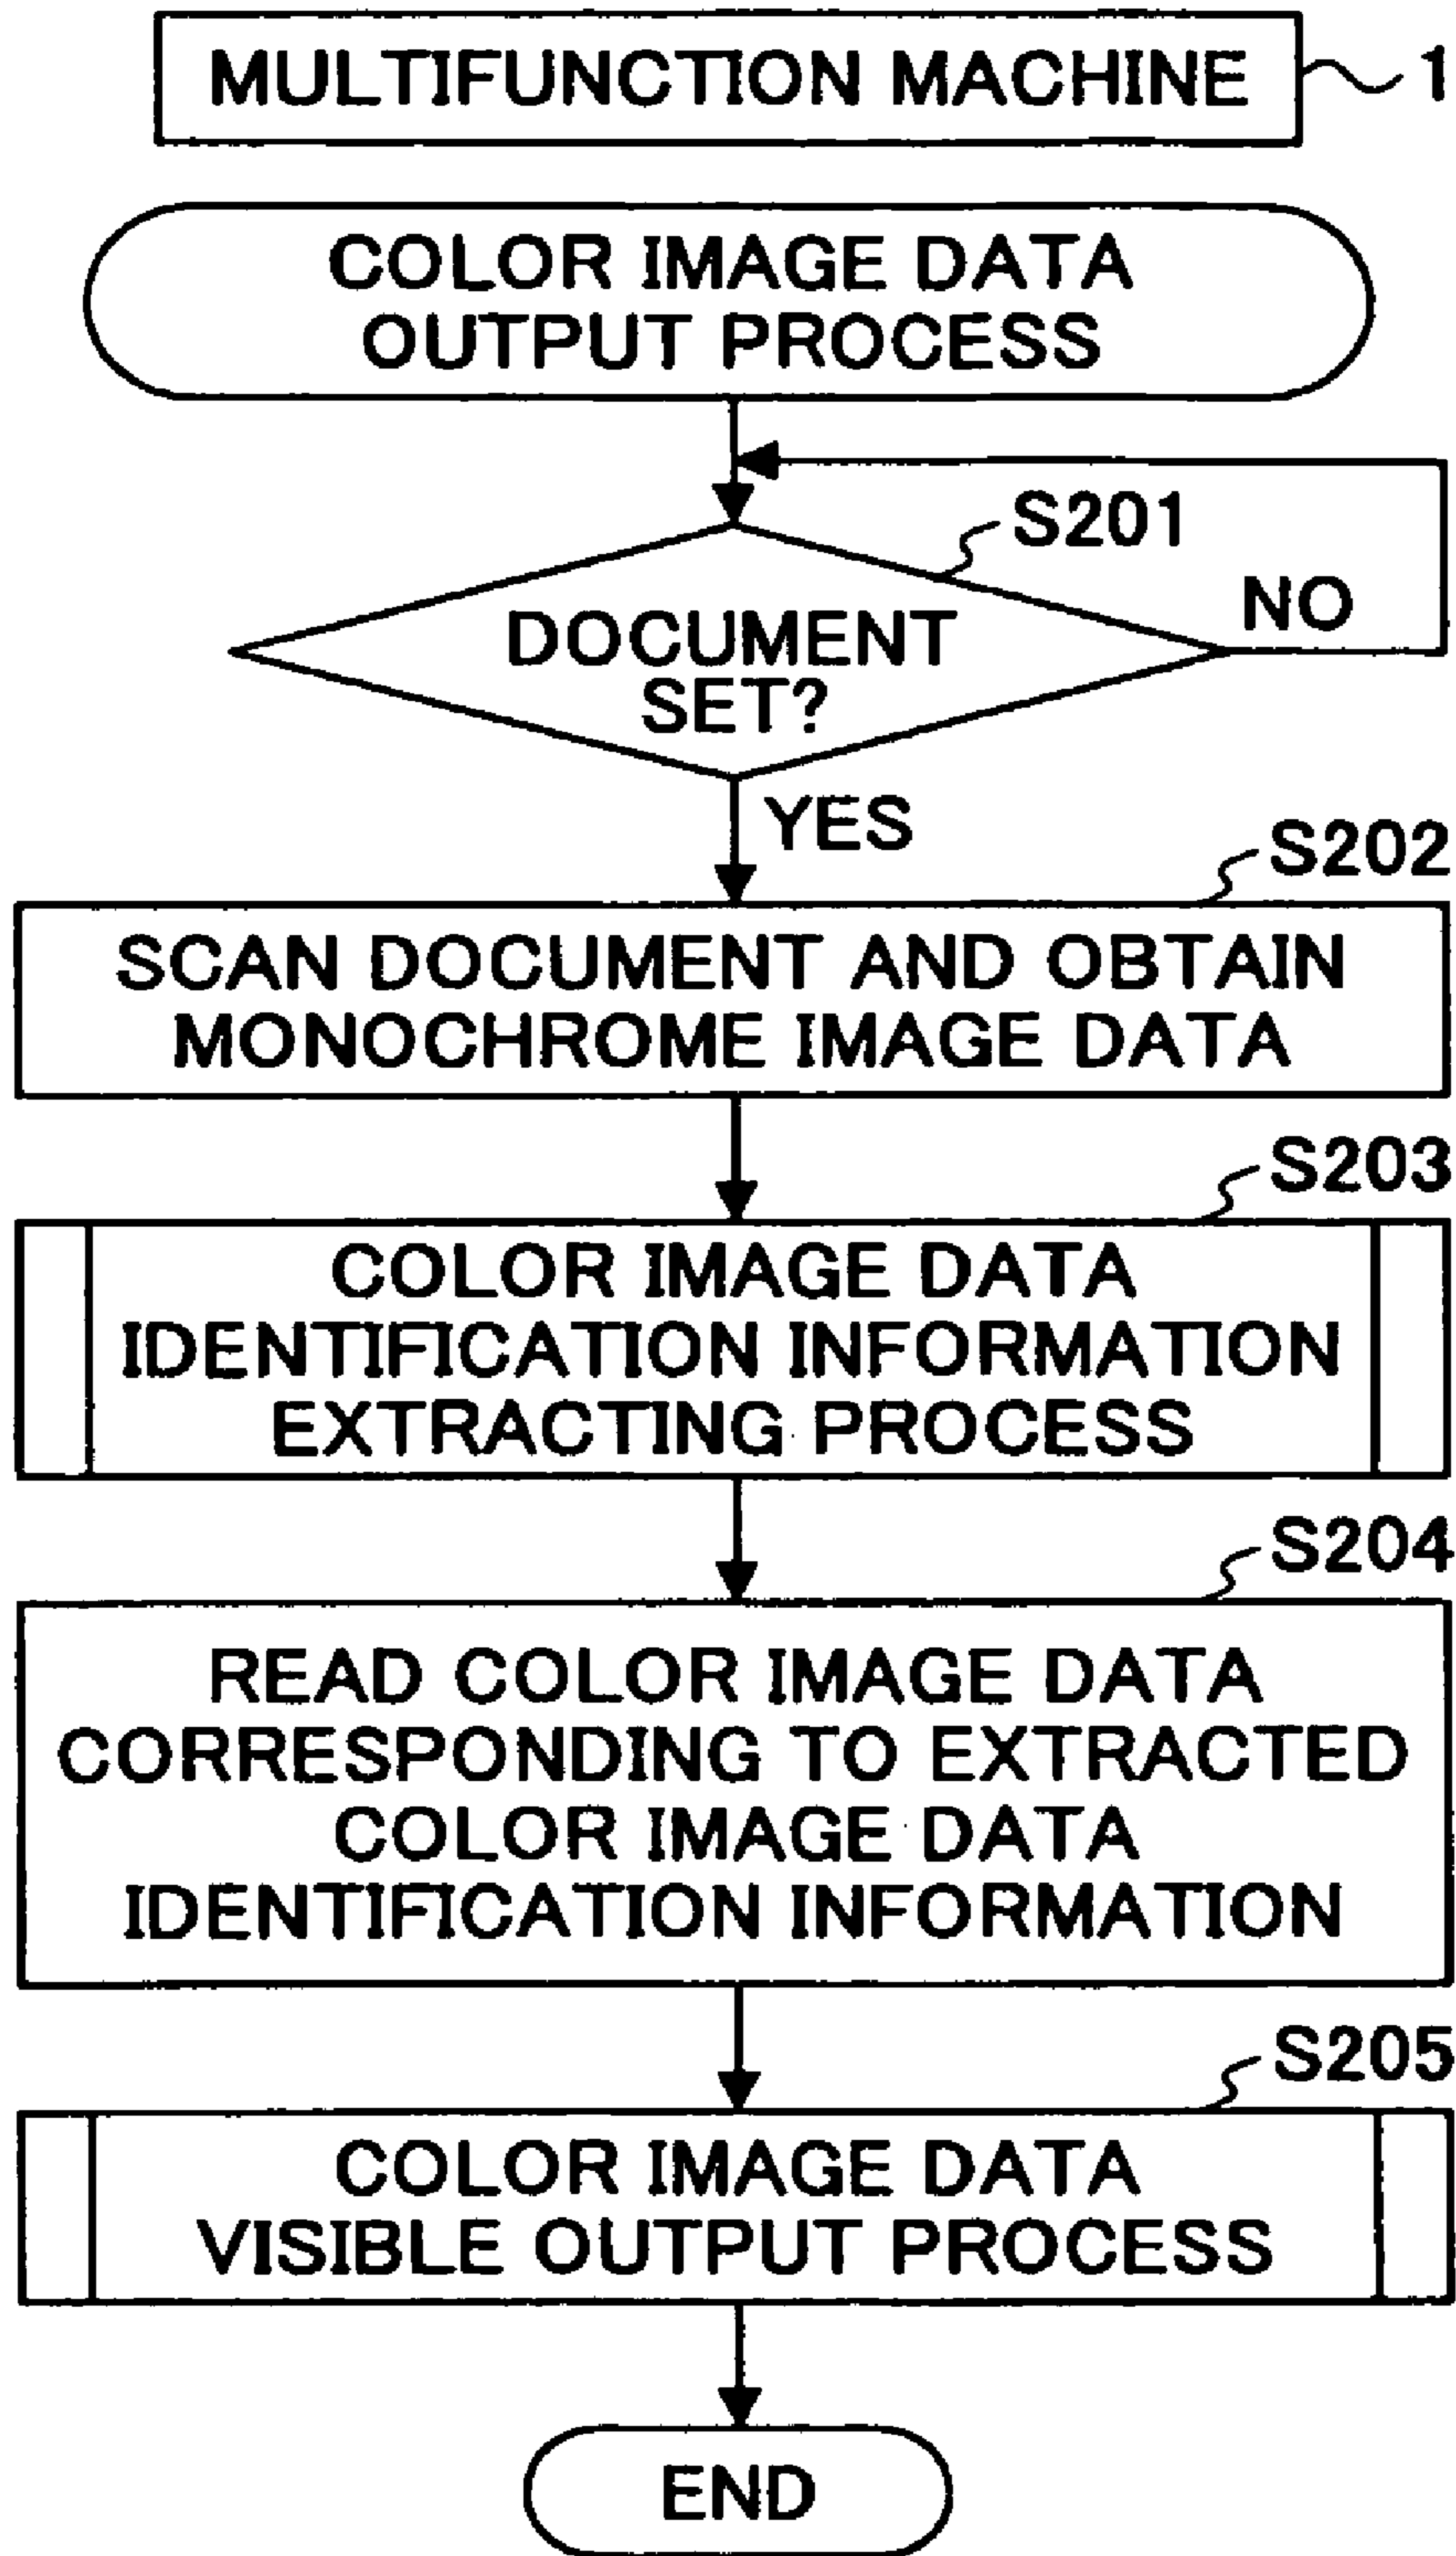 MULTIFUNCTION MACHINE 1
COLOR IMAGE DATA
OUTPUT PROCESS
S201
DOCUMENT
SET?
NO
YES
S202
SCAN DOCUMENT AND OBTAIN
MONOCHROME IMAGE DATA
S203
COLOR IMAGE DATA
IDENTIFICATION INFORMATION
EXTRACTING PROCESS
S204
READ COLOR IMAGE DATA
CORRESPONDING TO EXTRACTED
COLOR IMAGE DATA
IDENTIFICATION INFORMATION
S205
COLOR IMAGE DATA
VISIBLE OUTPUT PROCESS
END